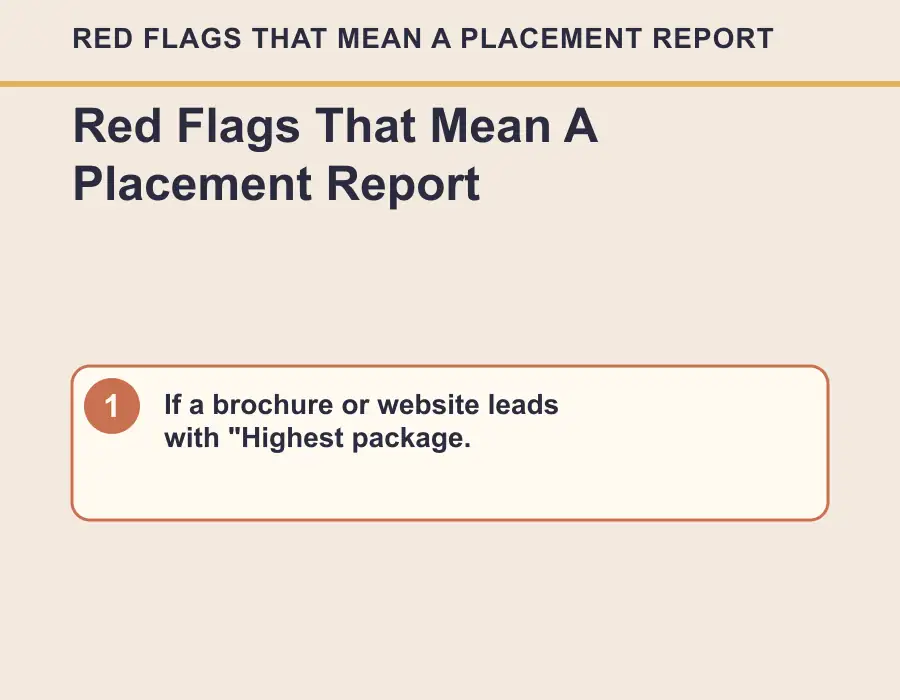 RED FLAGS THAT MEAN A PLACEMENT REPORT
Red Flags That Mean A
Placement Report
1
If a brochure or website leads
with "Highest package.